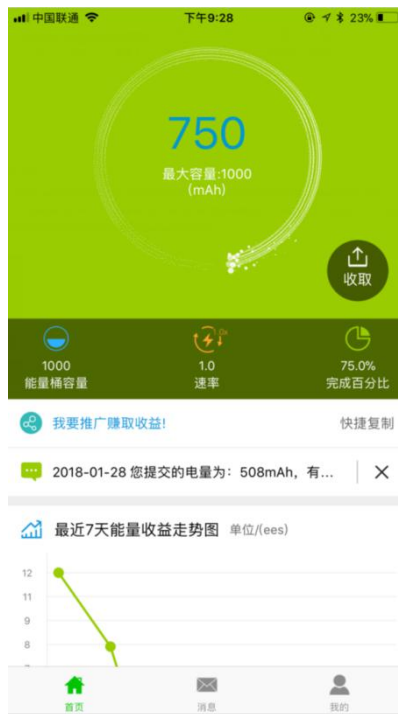 中国联通 下午9:28 23%
750
最大容量:1000
(mAh)
收取
1000 1.0 75.0%
能量桶容量 速率 完成百分比
我要推广赚取收益! 快捷复制
2018-01-28 您提交的电量为：508mAh，有...
最近7天能量收益走势图 单位/(ees)
12
11
9
8
首页 消息 我的